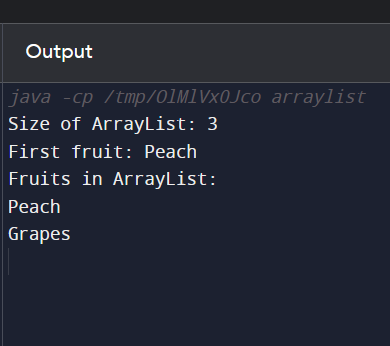 Output
java -cp /tmp/OlMlVxOJco arraylist
Size of ArrayList: 3
First fruit: Peach
Fruits in ArrayList:
Peach
Grapes